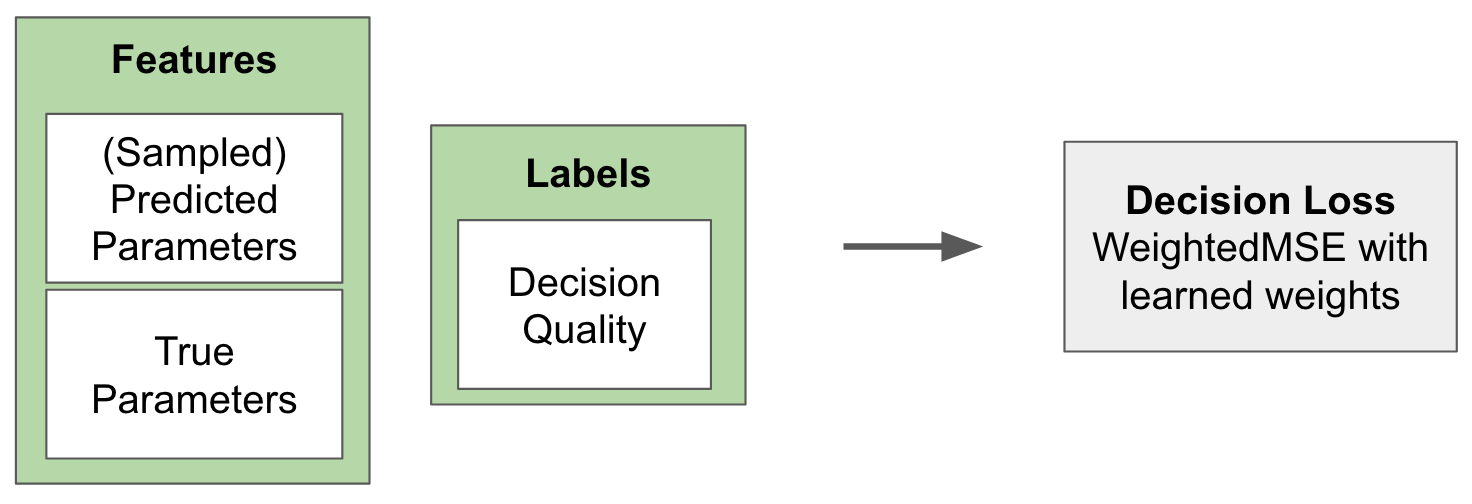 Features
(Sampled)
Predicted
Parameters
True
Parameters
Labels
Decision
Quality
Decision Loss
WeightedMSE with
learned weights